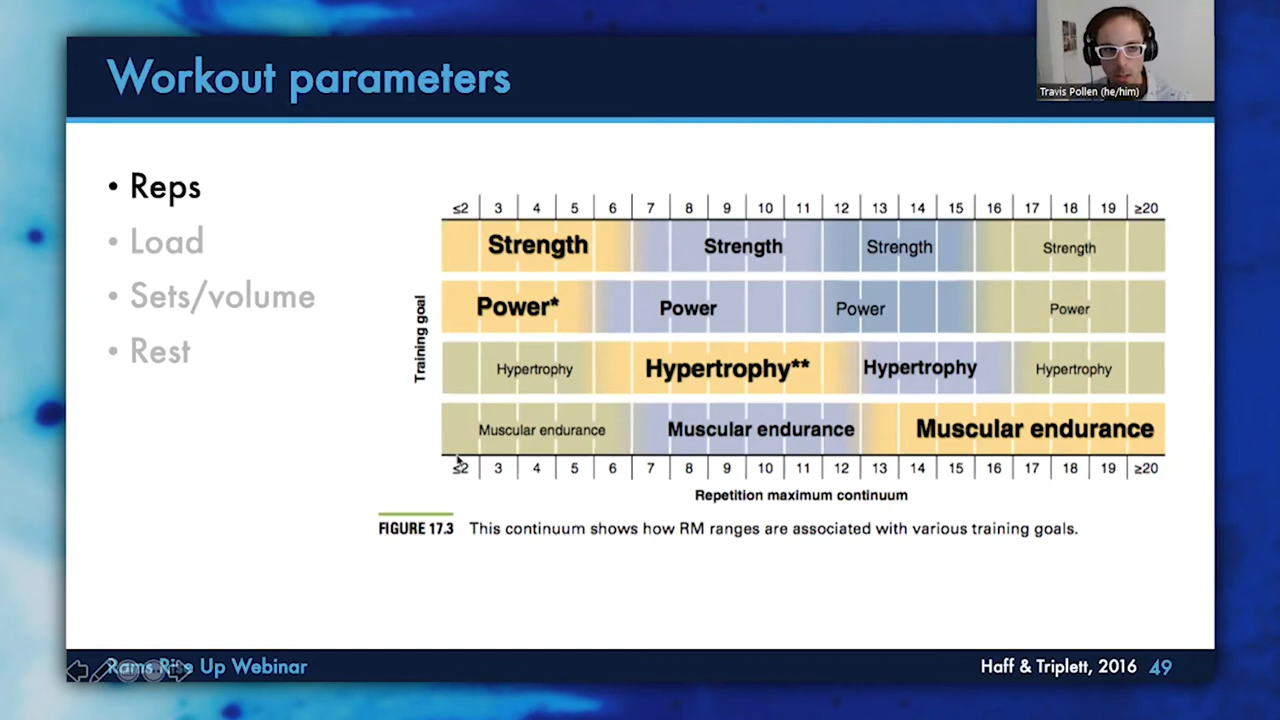 Workout parameters
Travis Pollen (he/him)
• Reps
• Load
• Sets/volume
• Rest
≤2 3 4 5 6 7 8 9 10 11 12 13 14 15 16 17 18 19 ≥20
Training goal
Strength Strength Strength Strength
Power* Power Power Power
Hypertrophy Hypertrophy** Hypertrophy Hypertrophy
Muscular endurance Muscular endurance Muscular endurance
≤2 3 4 5 6 7 8 9 10 11 12 13 14 15 16 17 18 19 ≥20
Repetition maximum continuum
FIGURE 17.3 This continuum shows how RM ranges are associated with various training goals.
Rams Rise Up Webinar
Haff & Triplett, 2016 49